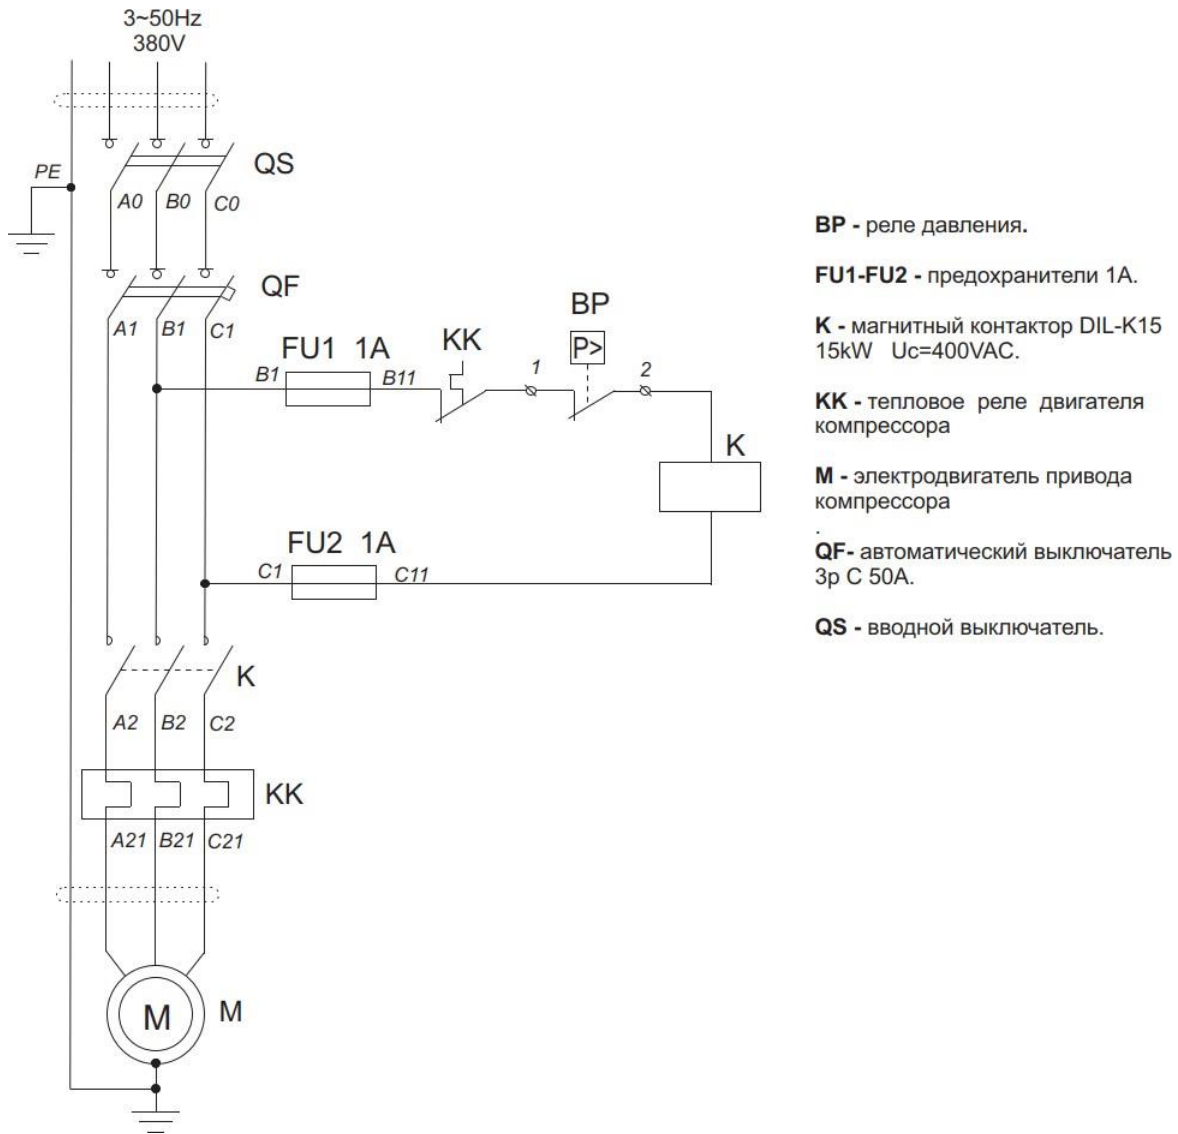 3~50Hz
380V
QS
PE
A0 B0 C0
QF
A1 B1 C1
BP
FU1 1A
KK
P>
B1
B11
1
2
K
FU2 1A
C1
C11
K
A2 B2 C2
KK
A21 B21 C21
M
M
BP - реле давления.
FU1-FU2 - предохранители 1А.
K - магнитный контактор DIL-K15
15kW Uc=400VAC.
KK - тепловое реле двигателя
компрессора
M - электродвигатель привода
компрессора
.
QF- автоматический выключатель
3р С 50А.
QS - вводной выключатель.